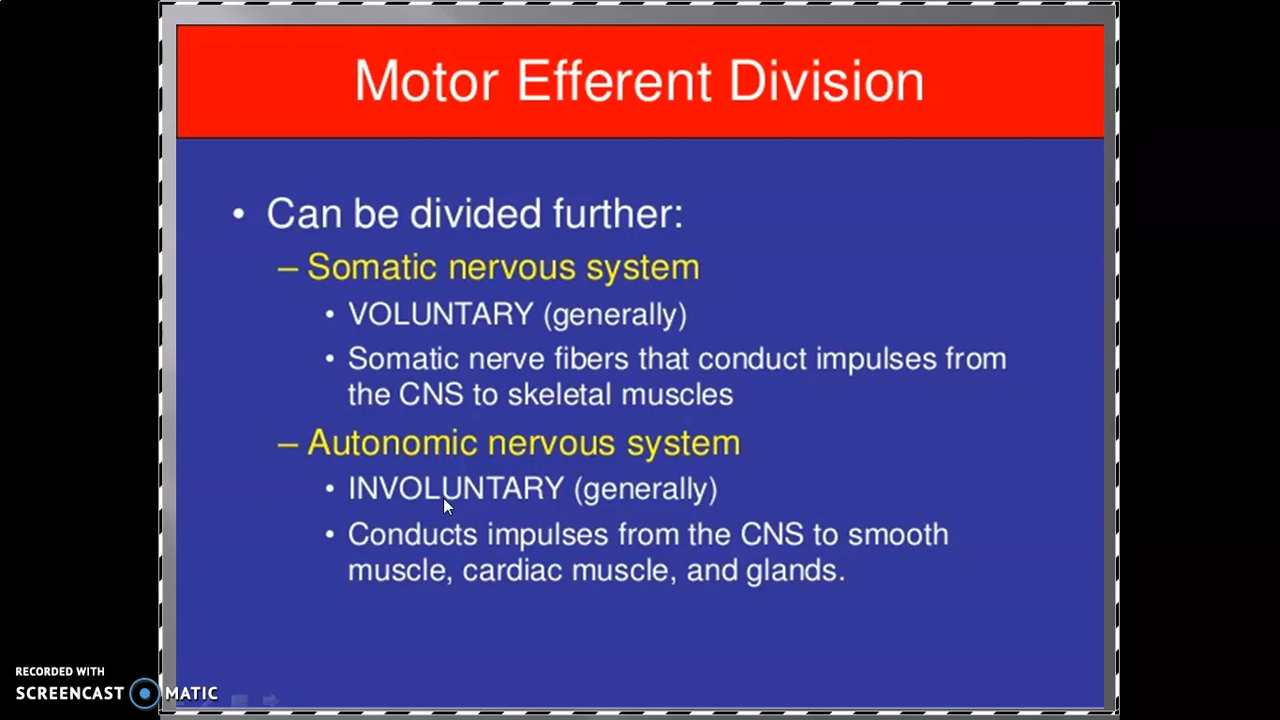 Motor Efferent Division
• Can be divided further:
– Somatic nervous system
• VOLUNTARY (generally)
• Somatic nerve fibers that conduct impulses from
the CNS to skeletal muscles
– Autonomic nervous system
• INVOLUNTARY (generally)
• Conducts impulses from the CNS to smooth
muscle, cardiac muscle, and glands.
RECORDED WITH
SCREENCAST MATIC